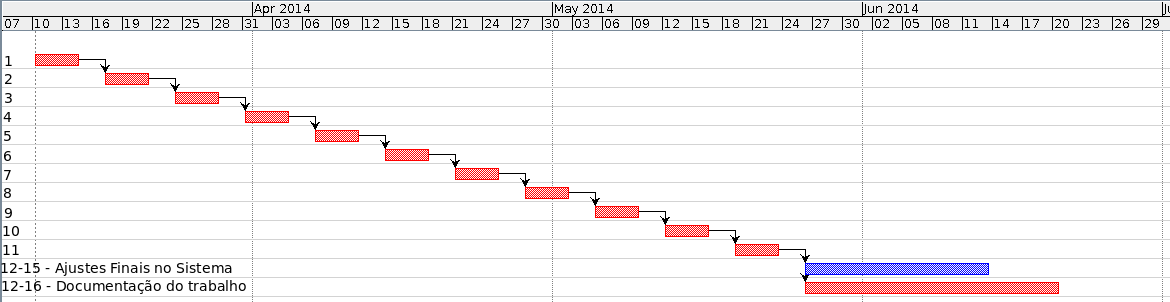 Apr 2014 May 2014 Jun 2014
07 10 13 16 19 22 25 28 31 03 06 09 12 15 18 21 24 27 30 03 06 09 12 15 18 21 24 27 30 02 05 08 11 14 17 20 23 26 29
1
2
3
4
5
6
7
8
9
10
11
12-15 - Ajustes Finais no Sistema
12-16 - Documentação do trabalho